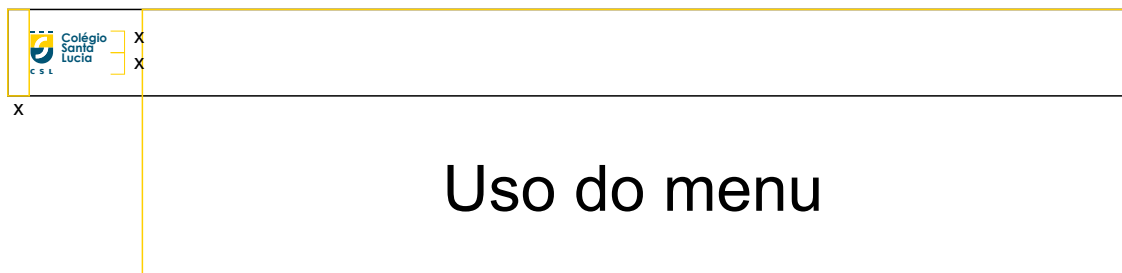 Colégio
Santa
Lucia
CSL
x
x
x
Uso do menu